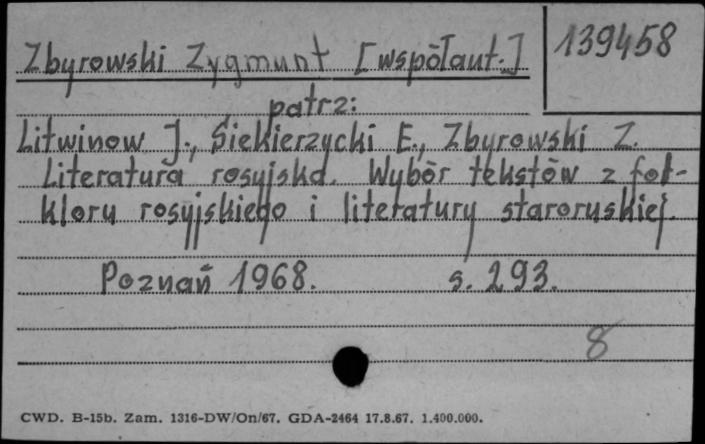 Zbyrowski Zygmunt [współaut.]
139458
patrz:
Litwinow J., Siekierzycki E., Zbyrowski Z.
Literatura rosyjska. Wybór tekstów z fol-
kloru rosyjskiego i literatury staroruskiej.
Poznań 1968. s. 293.
8
CWD. B-15b. Zam. 1316-DW/On/67. GDA-2464 17.8.67. 1.400.000.